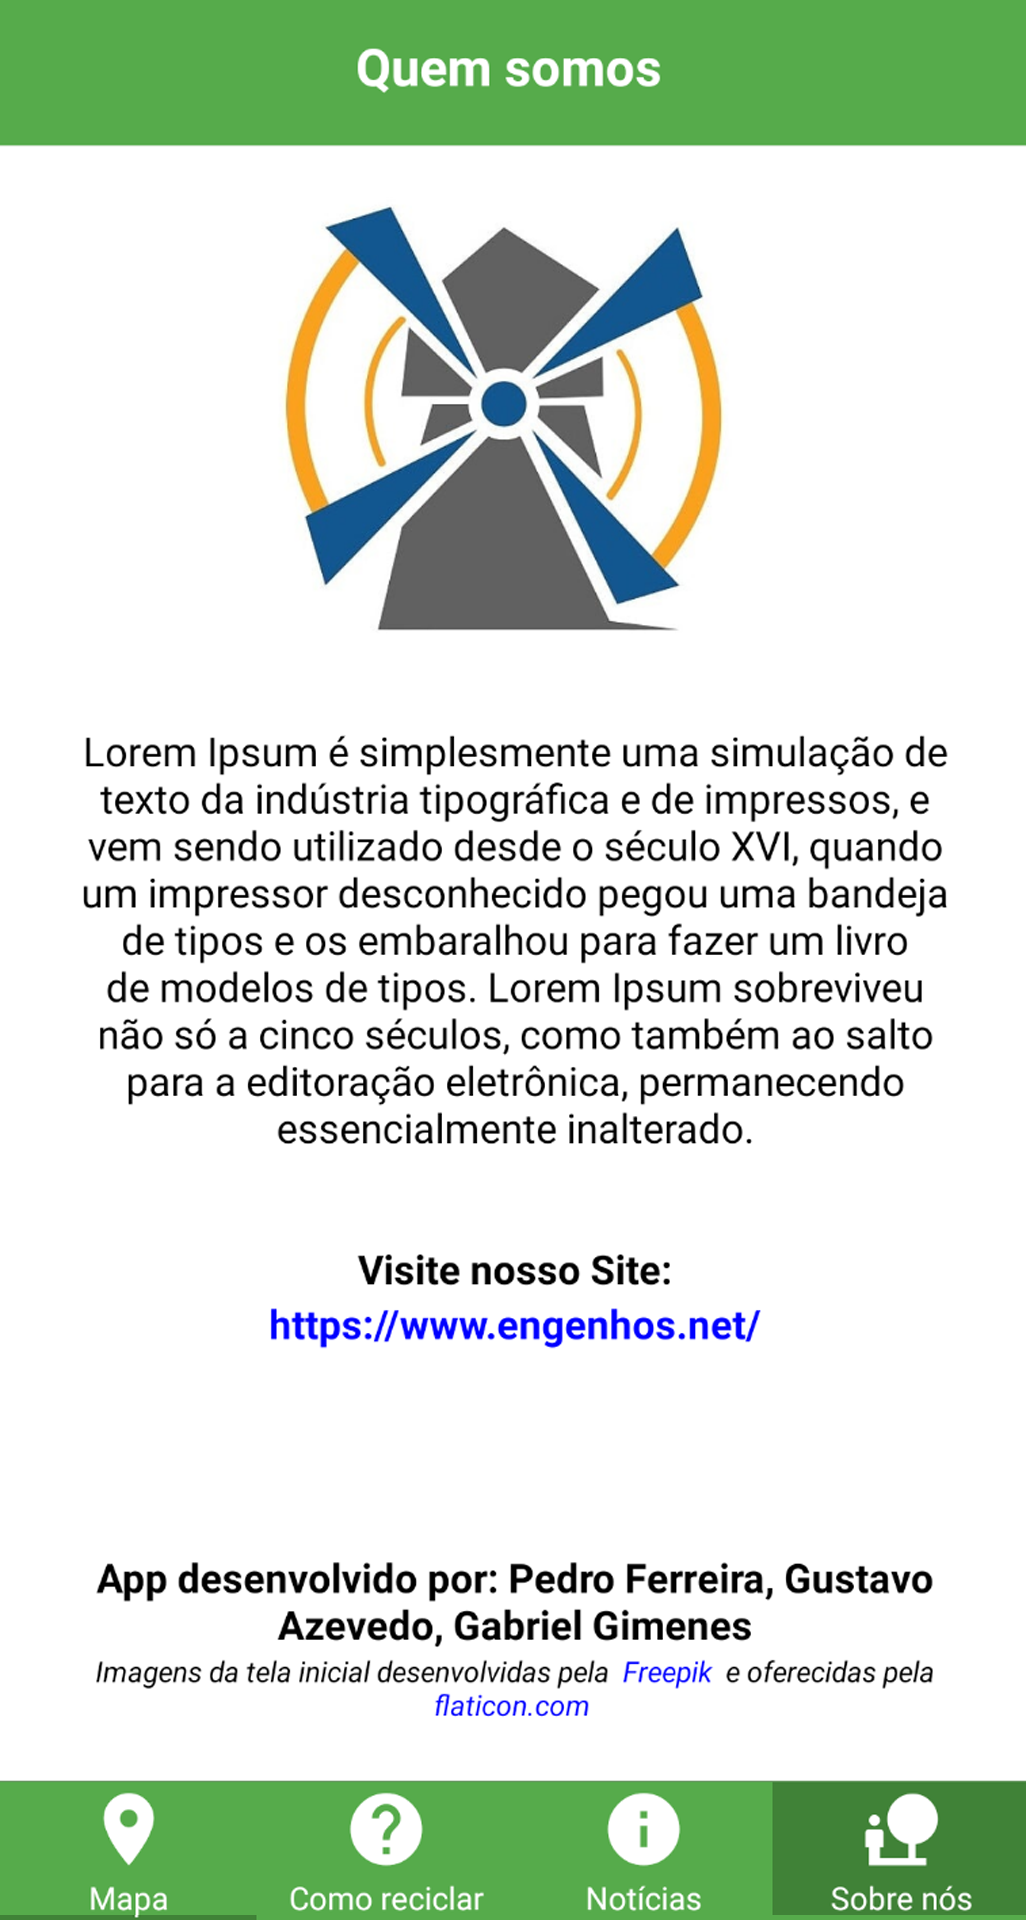 Quem somos
Lorem Ipsum é simplesmente uma simulação de
texto da indústria tipográfica e de impressos, e
vem sendo utilizado desde o século XVI, quando
um impressor desconhecido pegou uma bandeja
de tipos e os embaralhou para fazer um livro
de modelos de tipos. Lorem Ipsum sobreviveu
não só a cinco séculos, como também ao salto
para a editoração eletrônica, permanecendo
essencialmente inalterado.
Visite nosso Site:
https://www.engenhos.net/
App desenvolvido por: Pedro Ferreira, Gustavo
Azevedo, Gabriel Gimenes
Imagens da tela inicial desenvolvidas pela Freepik e oferecidas pela
flaticon.com
Mapa
Como reciclar
Notícias
Sobre nós